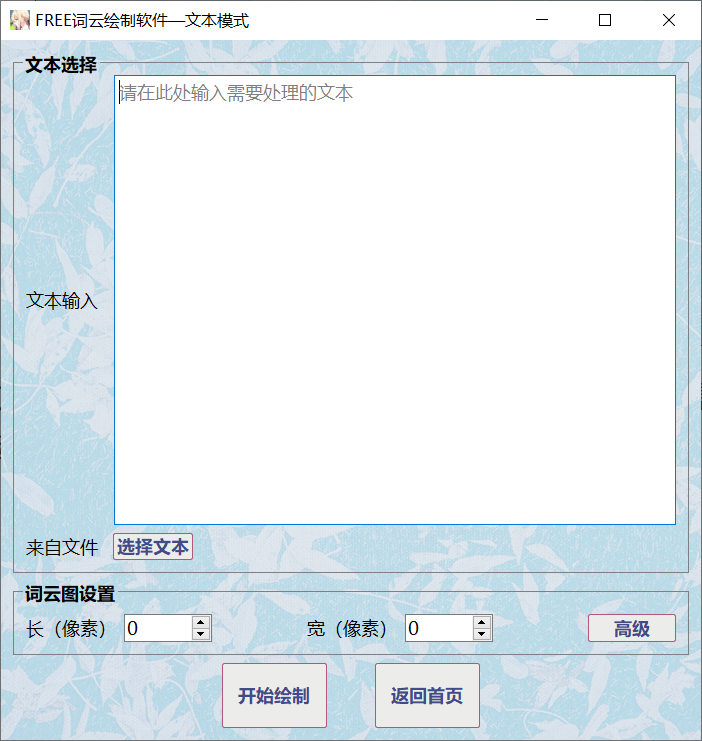 FREE词云绘制软件—文本模式
文本选择
请在此处输入需要处理的文本
文本输入
来自文件 选择文本
词云图设置
长（像素） 0 宽（像素） 0 高级
开始绘制 返回首页